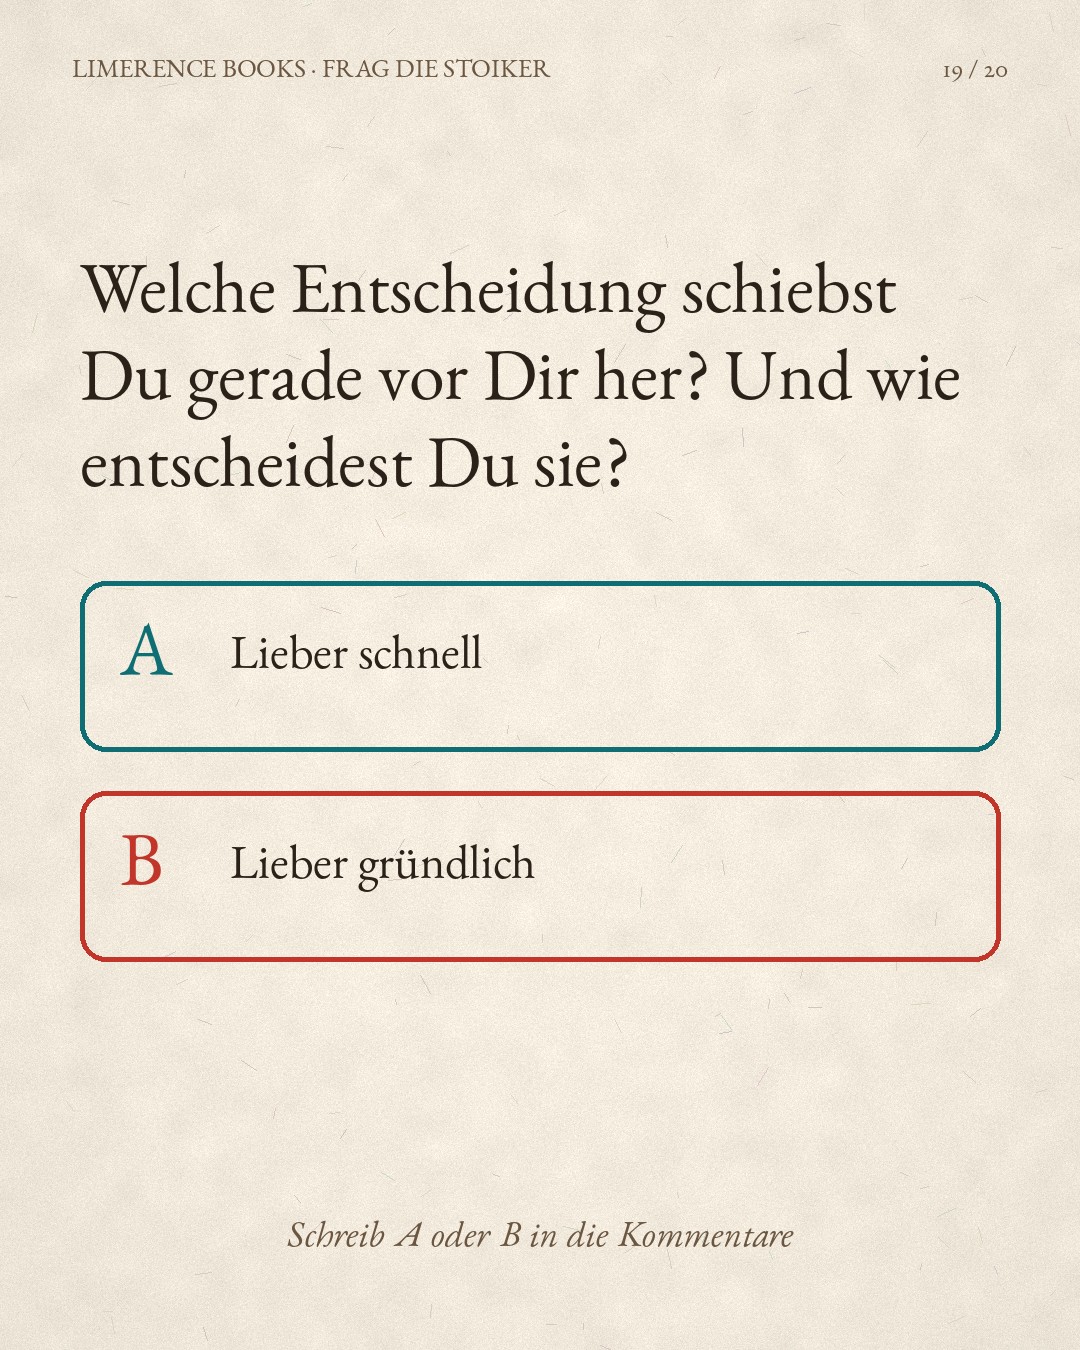 LIMERENCE BOOKS · FRAG DIE STOIKER
19 / 20
Welche Entscheidung schiebst
Du gerade vor Dir her? Und wie
entscheidest Du sie?
A Lieber schnell
B Lieber gründlich
Schreib A oder B in die Kommentare